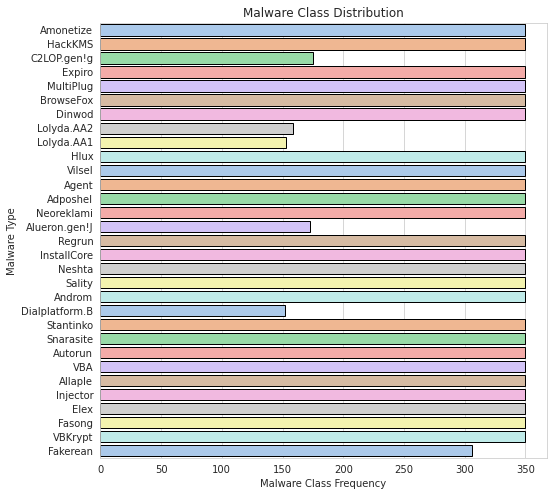 Malware Class Distribution
Malware Type
Amonetize
HackKMS
C2LOP.gen!g
Expiro
MultiPlug
BrowseFox
Dinwod
Lolyda.AA2
Lolyda.AA1
Hlux
Vilsel
Agent
Adposhel
Neoreklami
Alueron.gen!J
Regrun
InstallCore
Neshta
Sality
Androm
Dialplatform.B
Stantinko
Snarasite
Autorun
VBA
Allaple
Injector
Elex
Fasong
VBKrypt
Fakerean
0 50 100 150 200 250 300 350
Malware Class Frequency